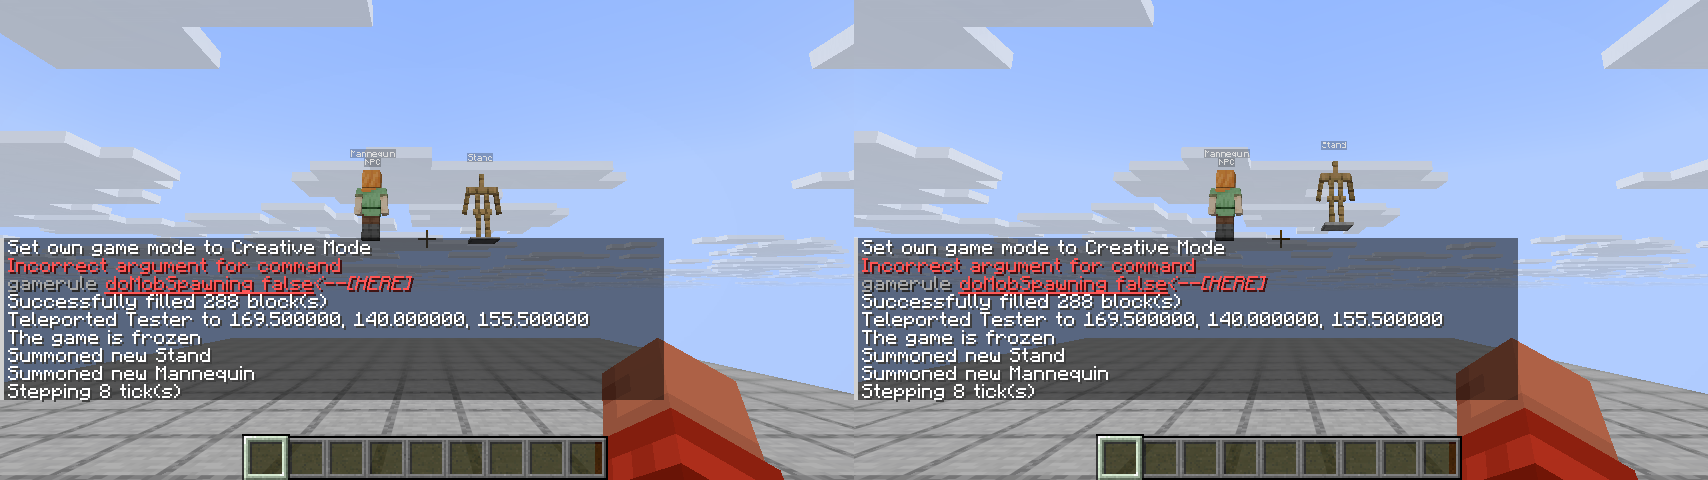 Mannequin
NPC
Stand
Set own game mode to Creative Mode
Incorrect argument for command
gamerule doMobSpawning false<--[HERE]
Successfully filled 288 block(s)
Teleported Tester to 169.500000, 140.000000, 155.500000
The game is frozen
Summoned new Stand
Summoned new Mannequin
Stepping 8 tick(s)
Stand
Mannequin
NPC
Set own game mode to Creative Mode
Incorrect argument for command
gamerule doMobSpawning false<--[HERE]
Successfully filled 288 block(s)
Teleported Tester to 169.500000, 140.000000, 155.500000
The game is frozen
Summoned new Stand
Summoned new Mannequin
Stepping 8 tick(s)